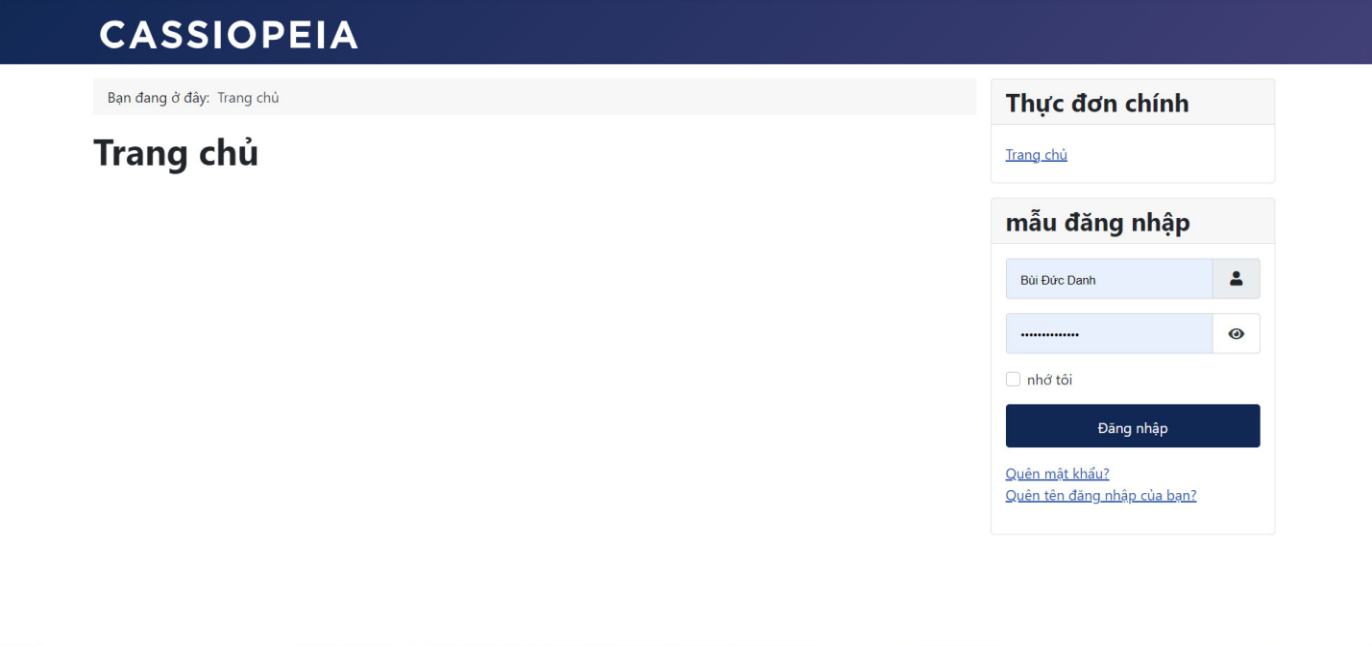 CASSIOPEIA
Bạn đang ở đây: Trang chủ
Trang chủ
Thực đơn chính
Trang chủ
mẫu đăng nhập
Bùi Đức Danh
••••••••••••••
nhớ tôi
Đăng nhập
Quên mật khẩu?
Quên tên đăng nhập của bạn?